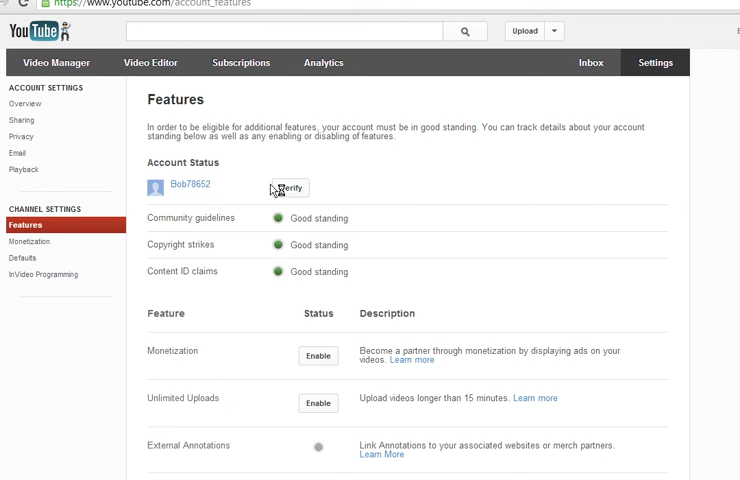 https://www.youtube.com/account_features
YouTube
Upload
Video Manager Video Editor Subscriptions Analytics Inbox Settings
ACCOUNT SETTINGS
Overview
Sharing
Privacy
Email
Playback
CHANNEL SETTINGS
Features
Monetization
Defaults
InVideo Programming
Features
In order to be eligible for additional features, your account must be in good standing. You can track details about your account
standing below as well as any enabling or disabling of features.
Account Status
Bob78652
Community guidelines Good standing
Copyright strikes Good standing
Content ID claims Good standing
Feature Status Description
Monetization Enable Become a partner through monetization by displaying ads on your
videos. Learn more
Unlimited Uploads Enable Upload videos longer than 15 minutes. Learn more
External Annotations Link Annotations to your associated websites or merch partners.
Learn More